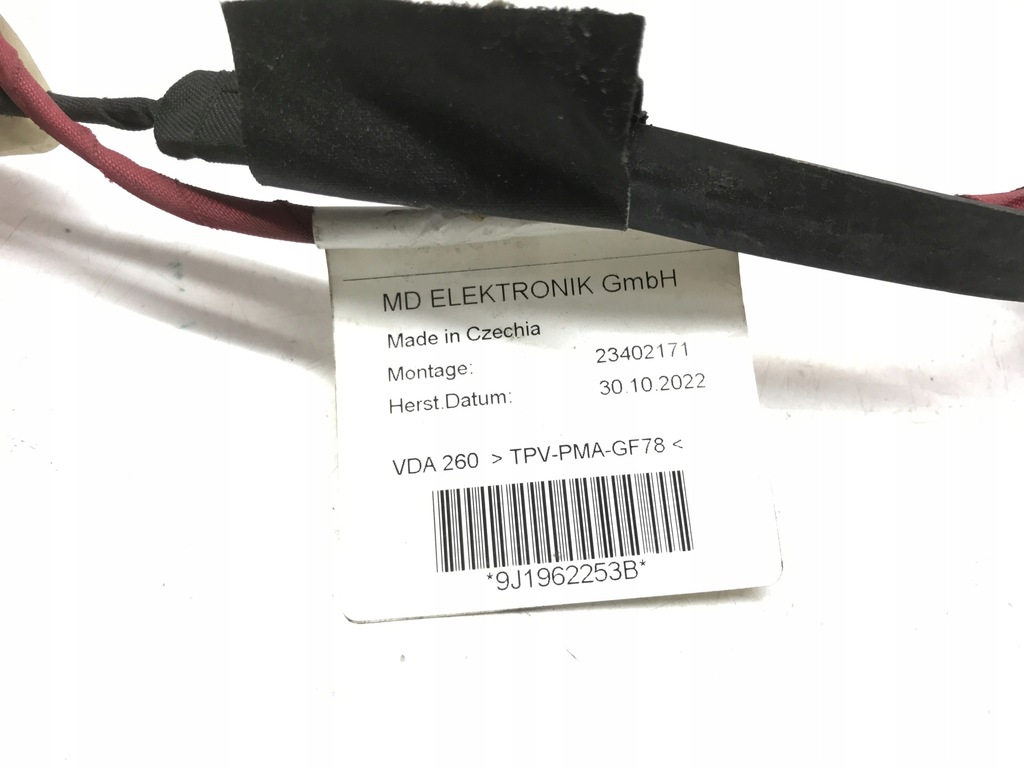 MD ELEKTRONIK GmbH
Made in Czechia
Montage: 23402171
Herst.Datum: 30.10.2022
VDA 260 > TPV-PMA-GF78 <
*9J1962253B*